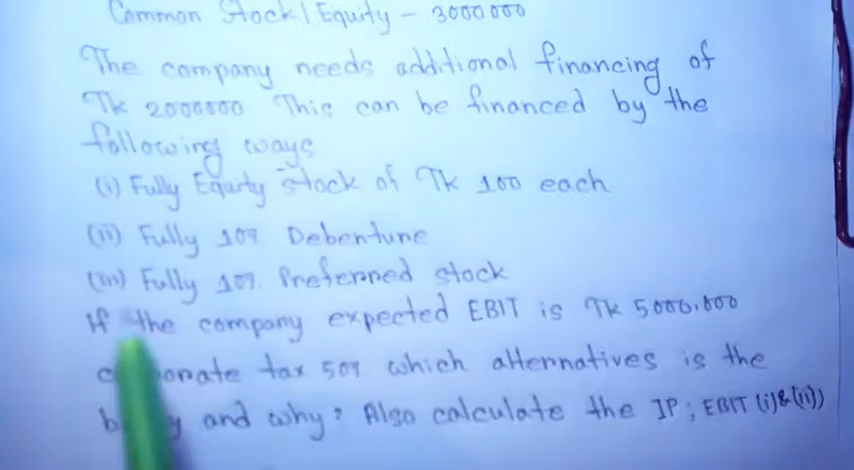 Common Stock | Equity - 3000000
The company needs additional financing of
Tk 2000000 This can be financed by the
following ways
(i) Fully Equity stock of Tk 100 each
(ii) Fully 10% Debenture
(iii) Fully 10%. Preferred stock
If the company expected EBIT is Tk 5000,000
tax 50% which alternatives is the
and why? Also calculate the IP; EBIT (i)&(ii))